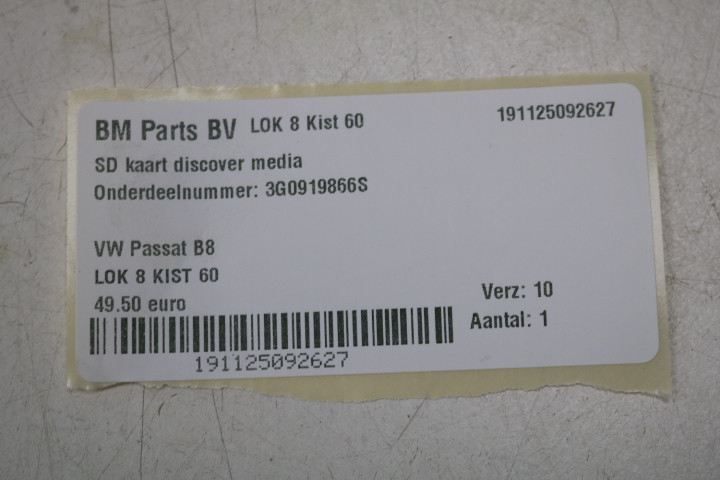 BM Parts BV LOK 8 Kist 60 191125092627
SD kaart discover media
Onderdeelnummer: 3G0919866S
VW Passat B8
LOK 8 KIST 60
49.50 euro
Verz: 10
Aantal: 1
191125092627